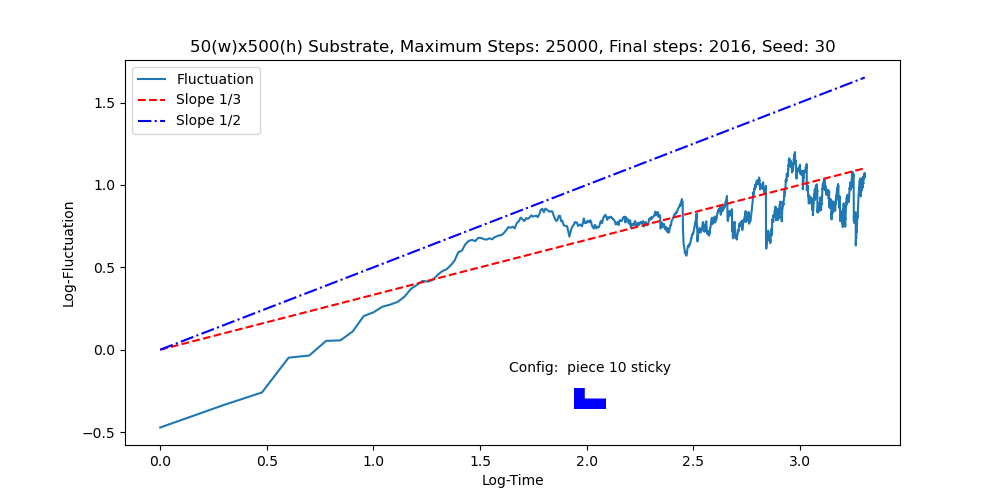 50(w)x500(h) Substrate, Maximum Steps: 25000, Final steps: 2016, Seed: 30
Fluctuation
Slope 1/3
Slope 1/2
1.5
1.0
0.5
0.0
−0.5
Log-Fluctuation
Config:  piece 10 sticky
0.0 0.5 1.0 1.5 2.0 2.5 3.0
Log-Time